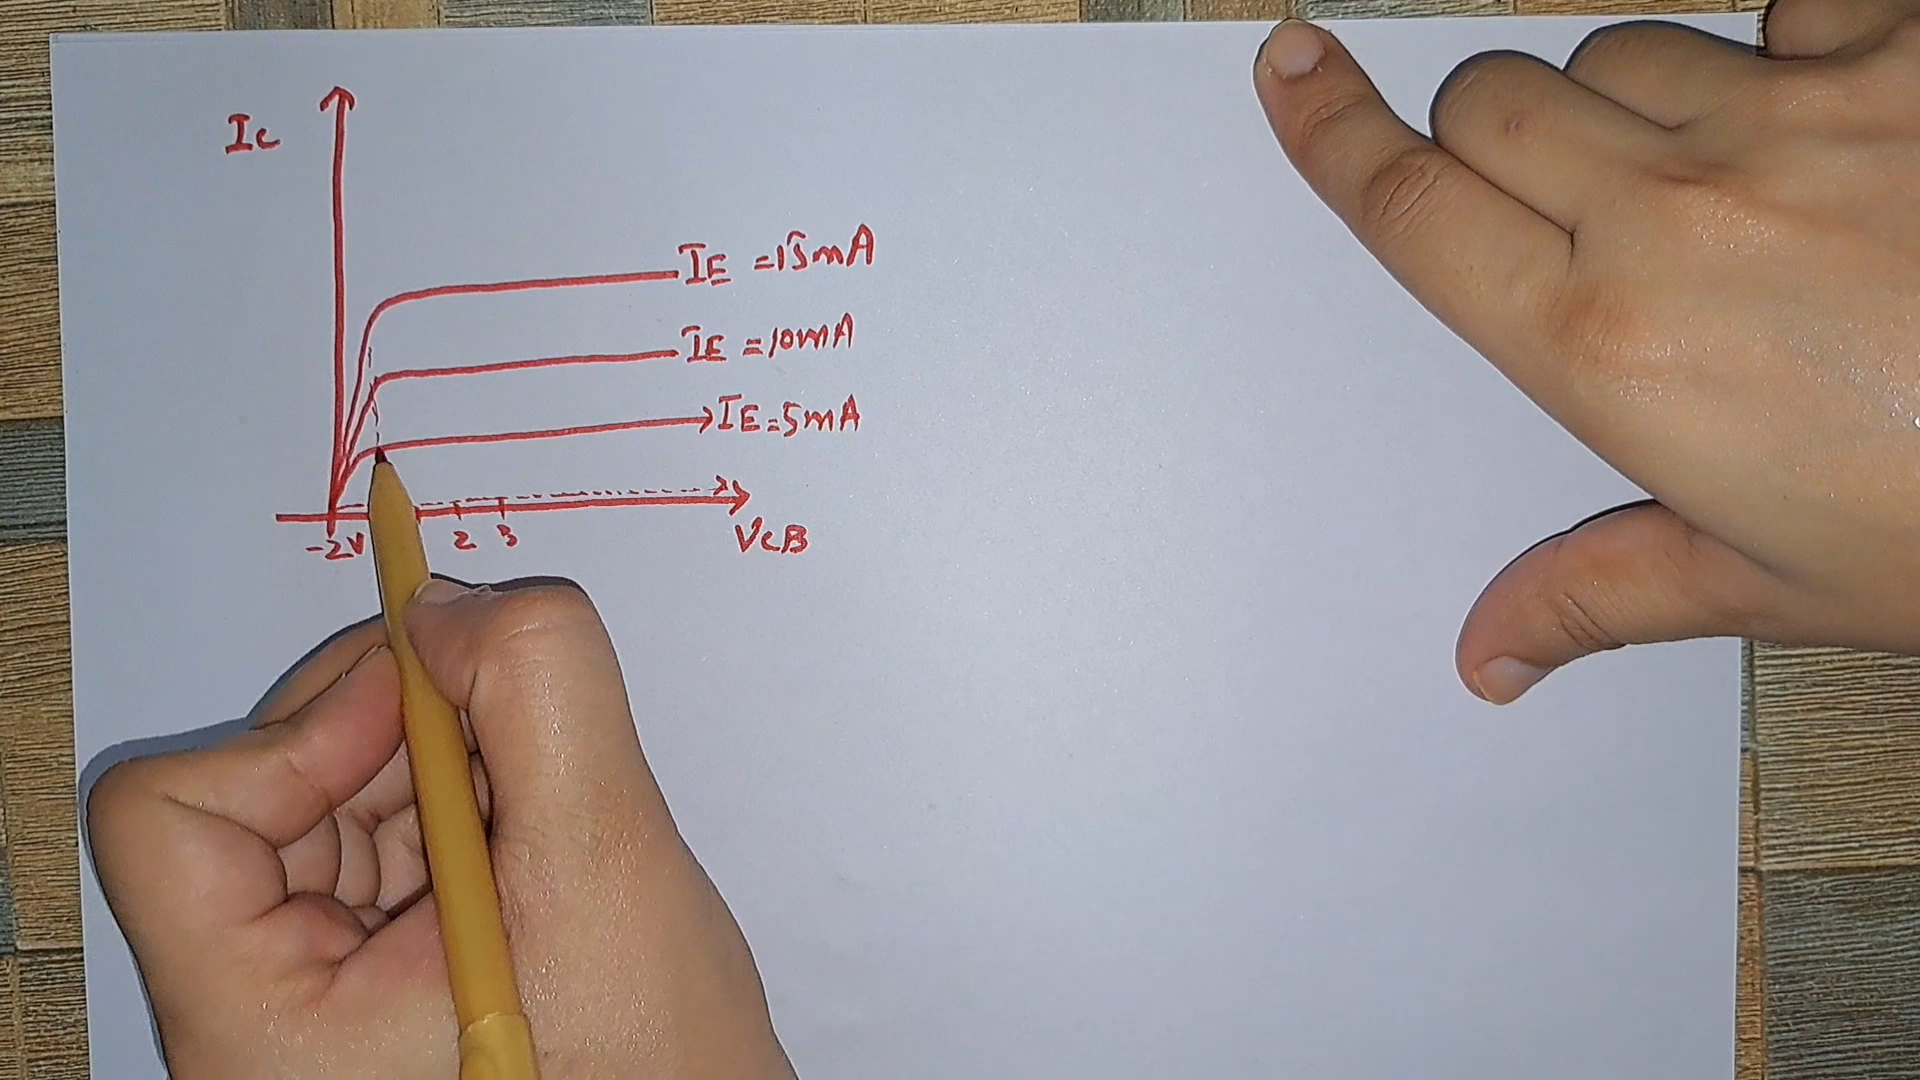 Ic
IE =15mA
IE =10mA
IE=5mA
-2V 2 3
VCB